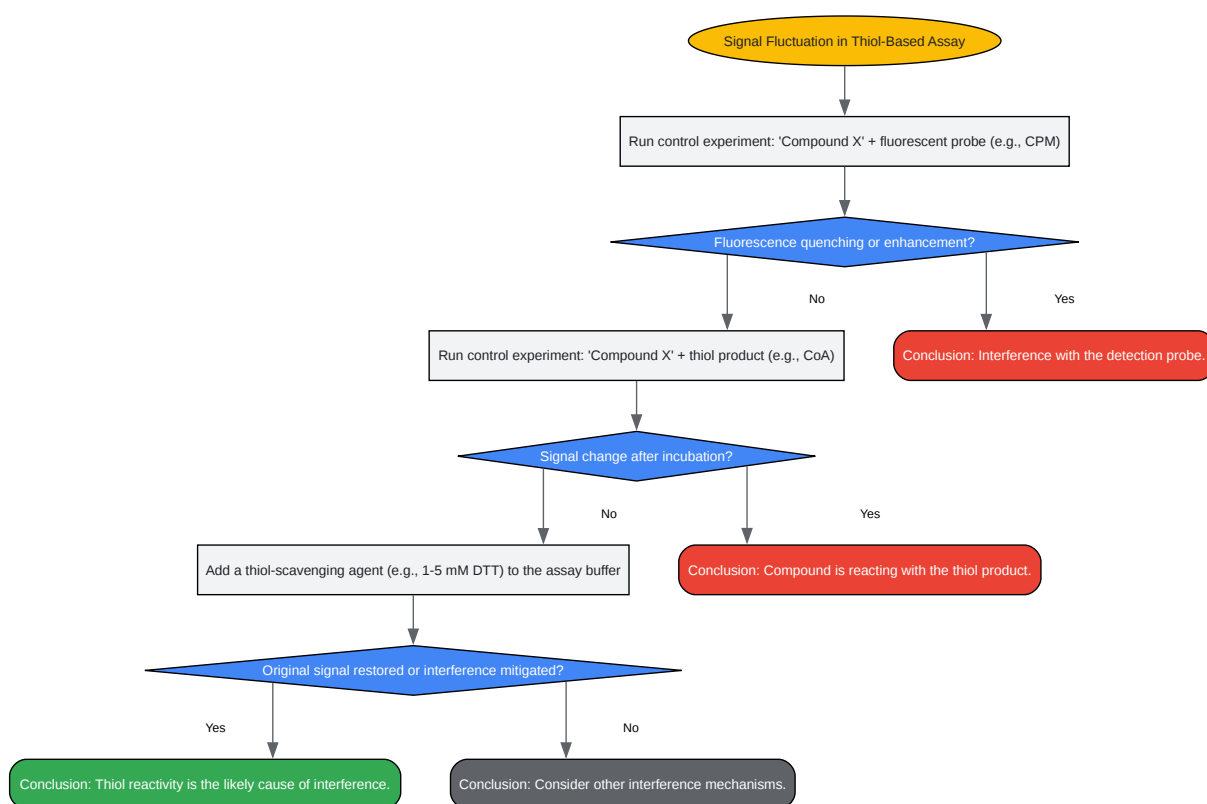 Signal Fluctuation in Thiol-Based Assay
Run control experiment: 'Compound X' + fluorescent probe (e.g., CPM)
Fluorescence quenching or enhancement?
No
Yes
Run control experiment: 'Compound X' + thiol product (e.g., CoA)
Conclusion: Interference with the detection probe.
Signal change after incubation?
No
Yes
Add a thiol-scavenging agent (e.g., 1-5 mM DTT) to the assay buffer
Conclusion: Compound is reacting with the thiol product.
Original signal restored or interference mitigated?
Yes
No
Conclusion: Thiol reactivity is the likely cause of interference.
Conclusion: Consider other interference mechanisms.